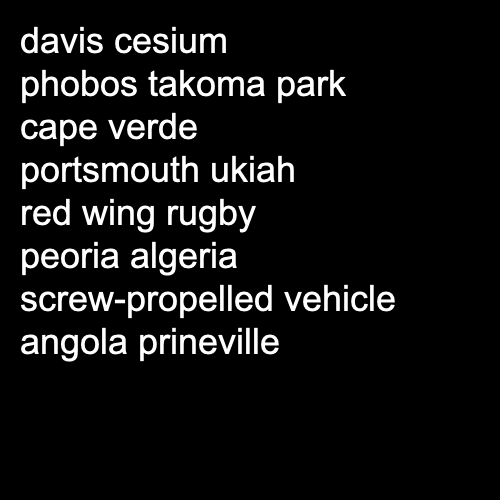 davis cesium
phobos takoma park
cape verde
portsmouth ukiah
red wing rugby
peoria algeria
screw-propelled vehicle
angola prineville